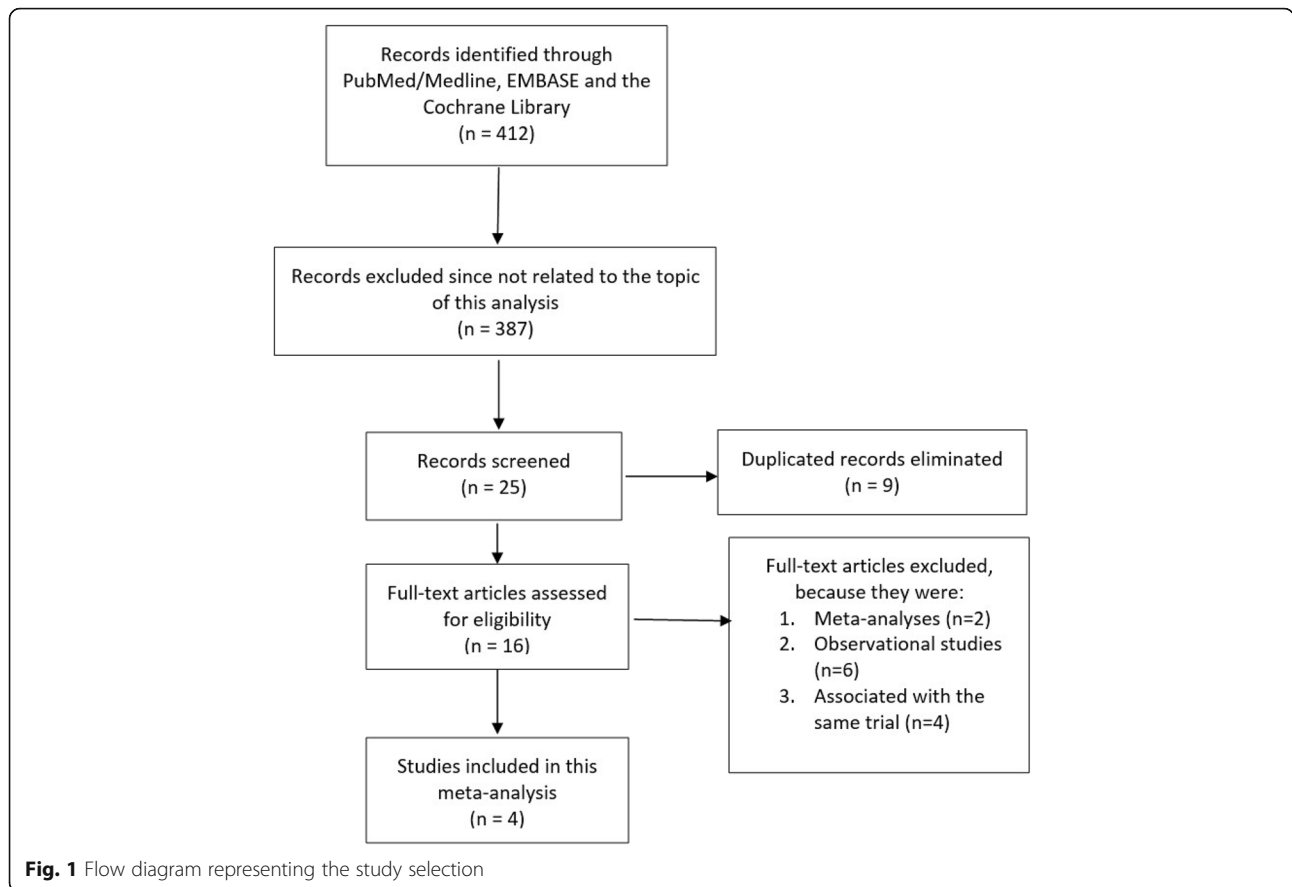 Records identified through
PubMed/Medline, EMBASE and the
Cochrane Library
(n = 412)
Records excluded since not related to the topic
of this analysis
(n = 387)
Records screened
(n = 25)
Duplicated records eliminated
(n = 9)
Full-text articles assessed
for eligibility
(n = 16)
Full-text articles excluded,
because they were:
1. Meta-analyses (n=2)
2. Observational studies
(n=6)
3. Associated with the
same trial (n=4)
Studies included in this
meta-analysis
(n = 4)
Fig. 1 Flow diagram representing the study selection